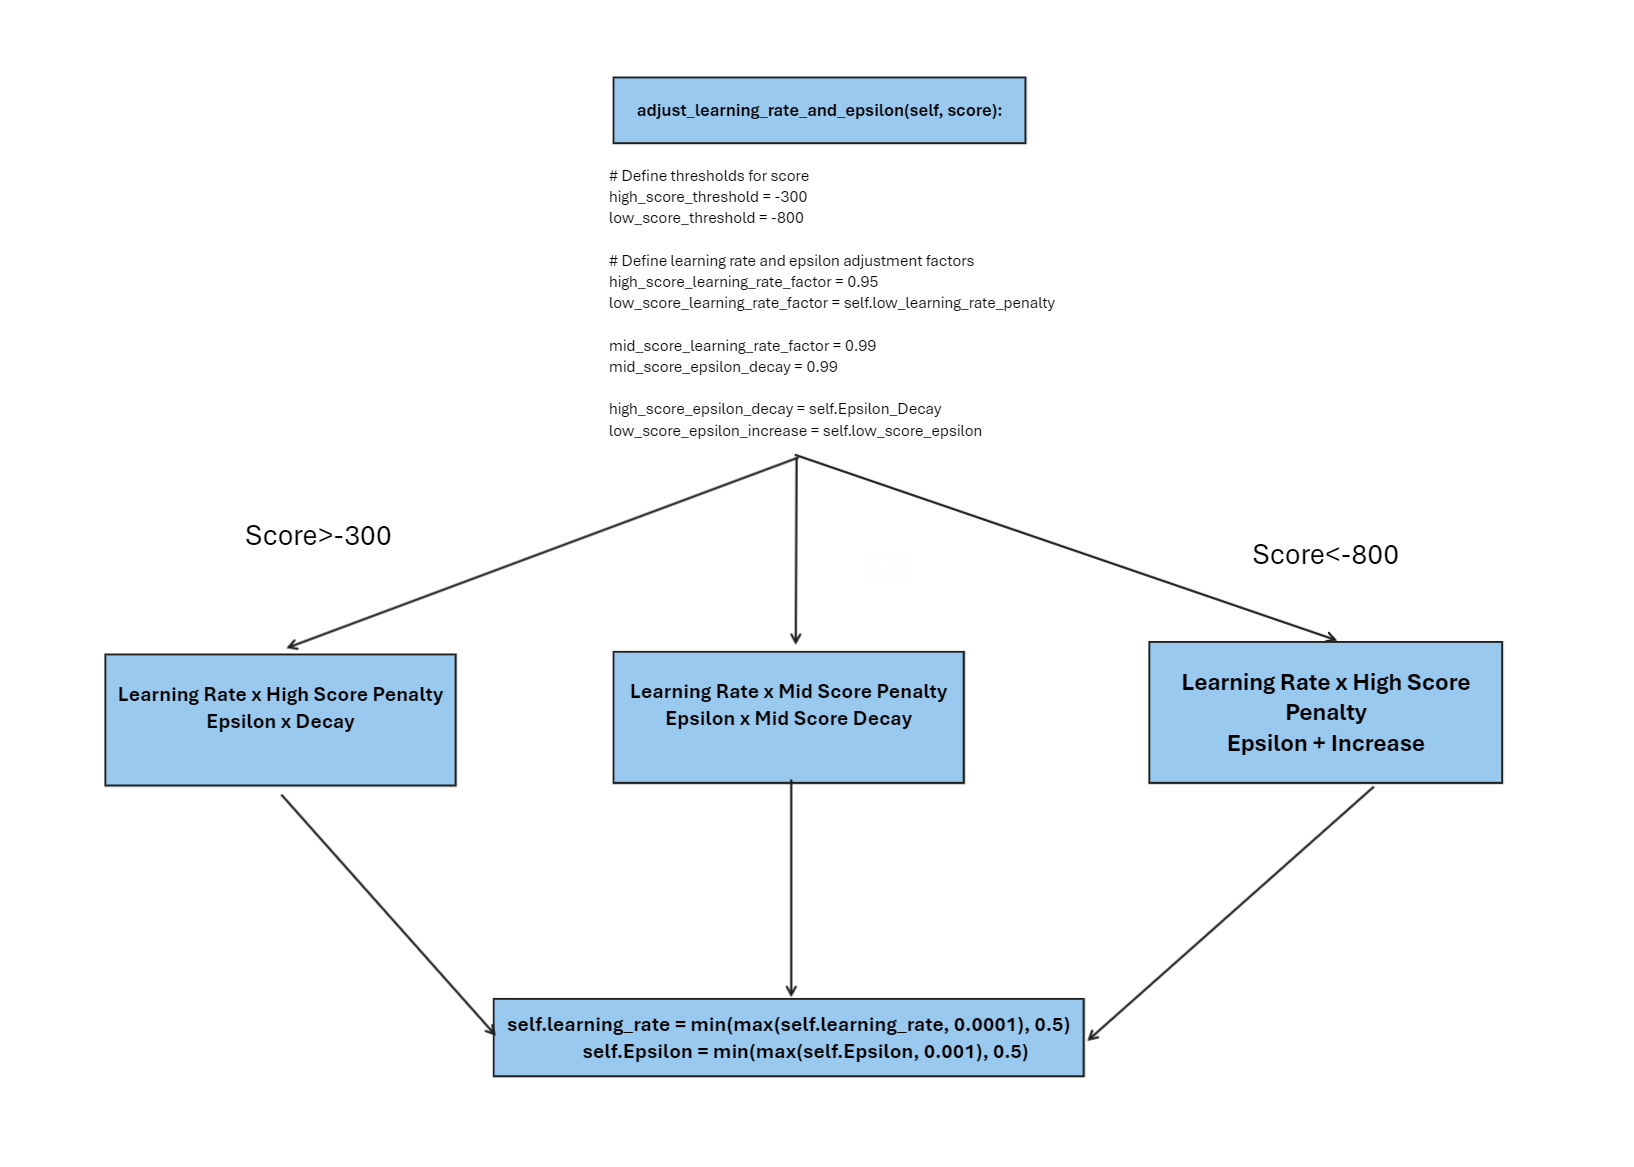 adjust_learning_rate_and_epsilon(self, score):
# Define thresholds for score
high_score_threshold = -300
low_score_threshold = -800
# Define learning rate and epsilon adjustment factors
high_score_learning_rate_factor = 0.95
low_score_learning_rate_factor = self.low_learning_rate_penalty
mid_score_learning_rate_factor = 0.99
mid_score_epsilon_decay = 0.99
high_score_epsilon_decay = self.Epsilon_Decay
low_score_epsilon_increase = self.low_score_epsilon
Score>-300
Score<-800
Learning Rate x High Score Penalty
Epsilon x Decay
Learning Rate x Mid Score Penalty
Epsilon x Mid Score Decay
Learning Rate x High Score
Penalty
Epsilon + Increase
self.learning_rate = min(max(self.learning_rate, 0.0001), 0.5)
self.Epsilon = min(max(self.Epsilon, 0.001), 0.5)